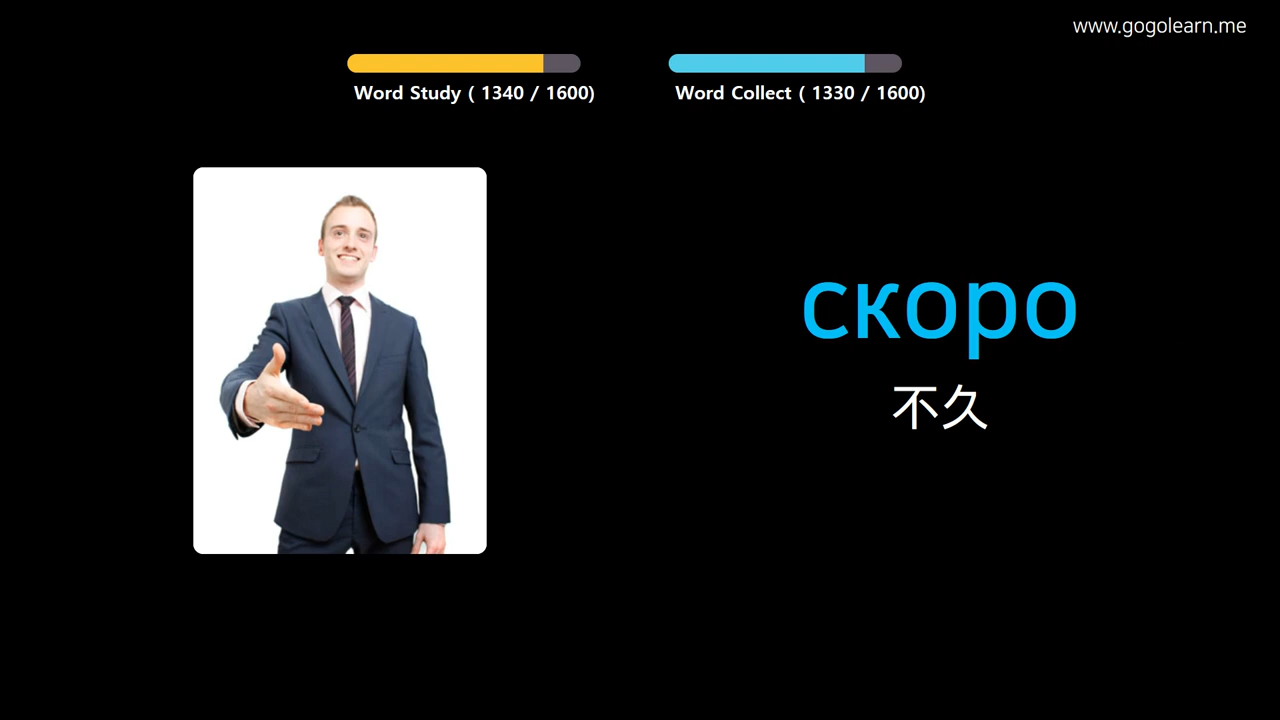 www.gogolearn.me
Word Study ( 1340 / 1600)
Word Collect ( 1330 / 1600)
скоро
不久